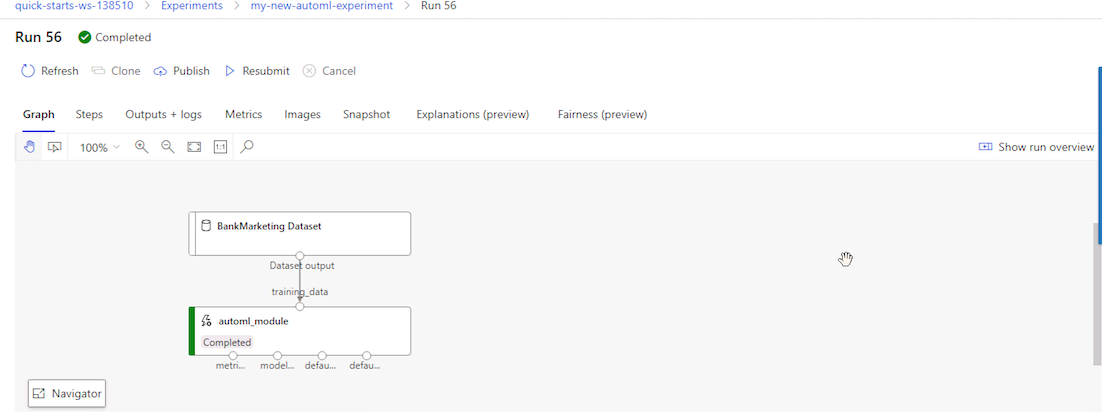 quick-starts-ws-138510 > Experiments > my-new-automl-experiment > Run 56
Run 56 Completed
Refresh Clone Publish Resubmit Cancel
Graph Steps Outputs + logs Metrics Images Snapshot Explanations (preview) Fairness (preview)
100% 1:1 Show run overview
BankMarketing Dataset
Dataset output
training_data
automl_module
Completed
metri... model... defau... defau...
Navigator